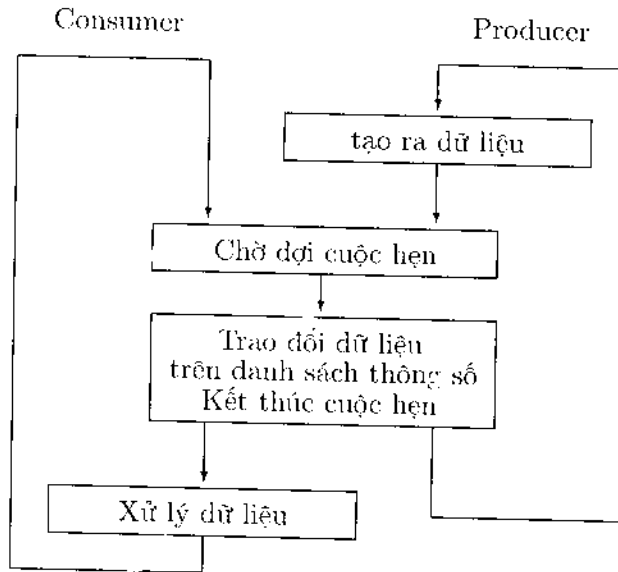 Consumer
Producer
tạo ra dữ liệu
Chờ đợi cuộc hẹn
Trao đổi dữ liệu
trên danh sách thông số
Kết thúc cuộc hẹn
Xử lý dữ liệu